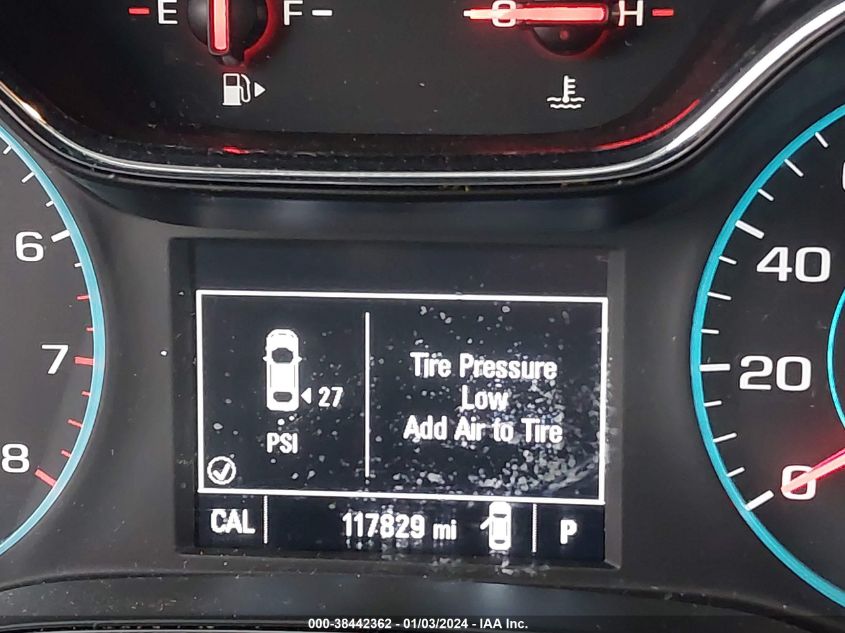 E F
C H
6
7
8
40
20
0
Tire Pressure
Low
Add Air to Tire
27
PSI
CAL 117829 mi P
000-38442362 - 01/03/2024 - IAA Inc.